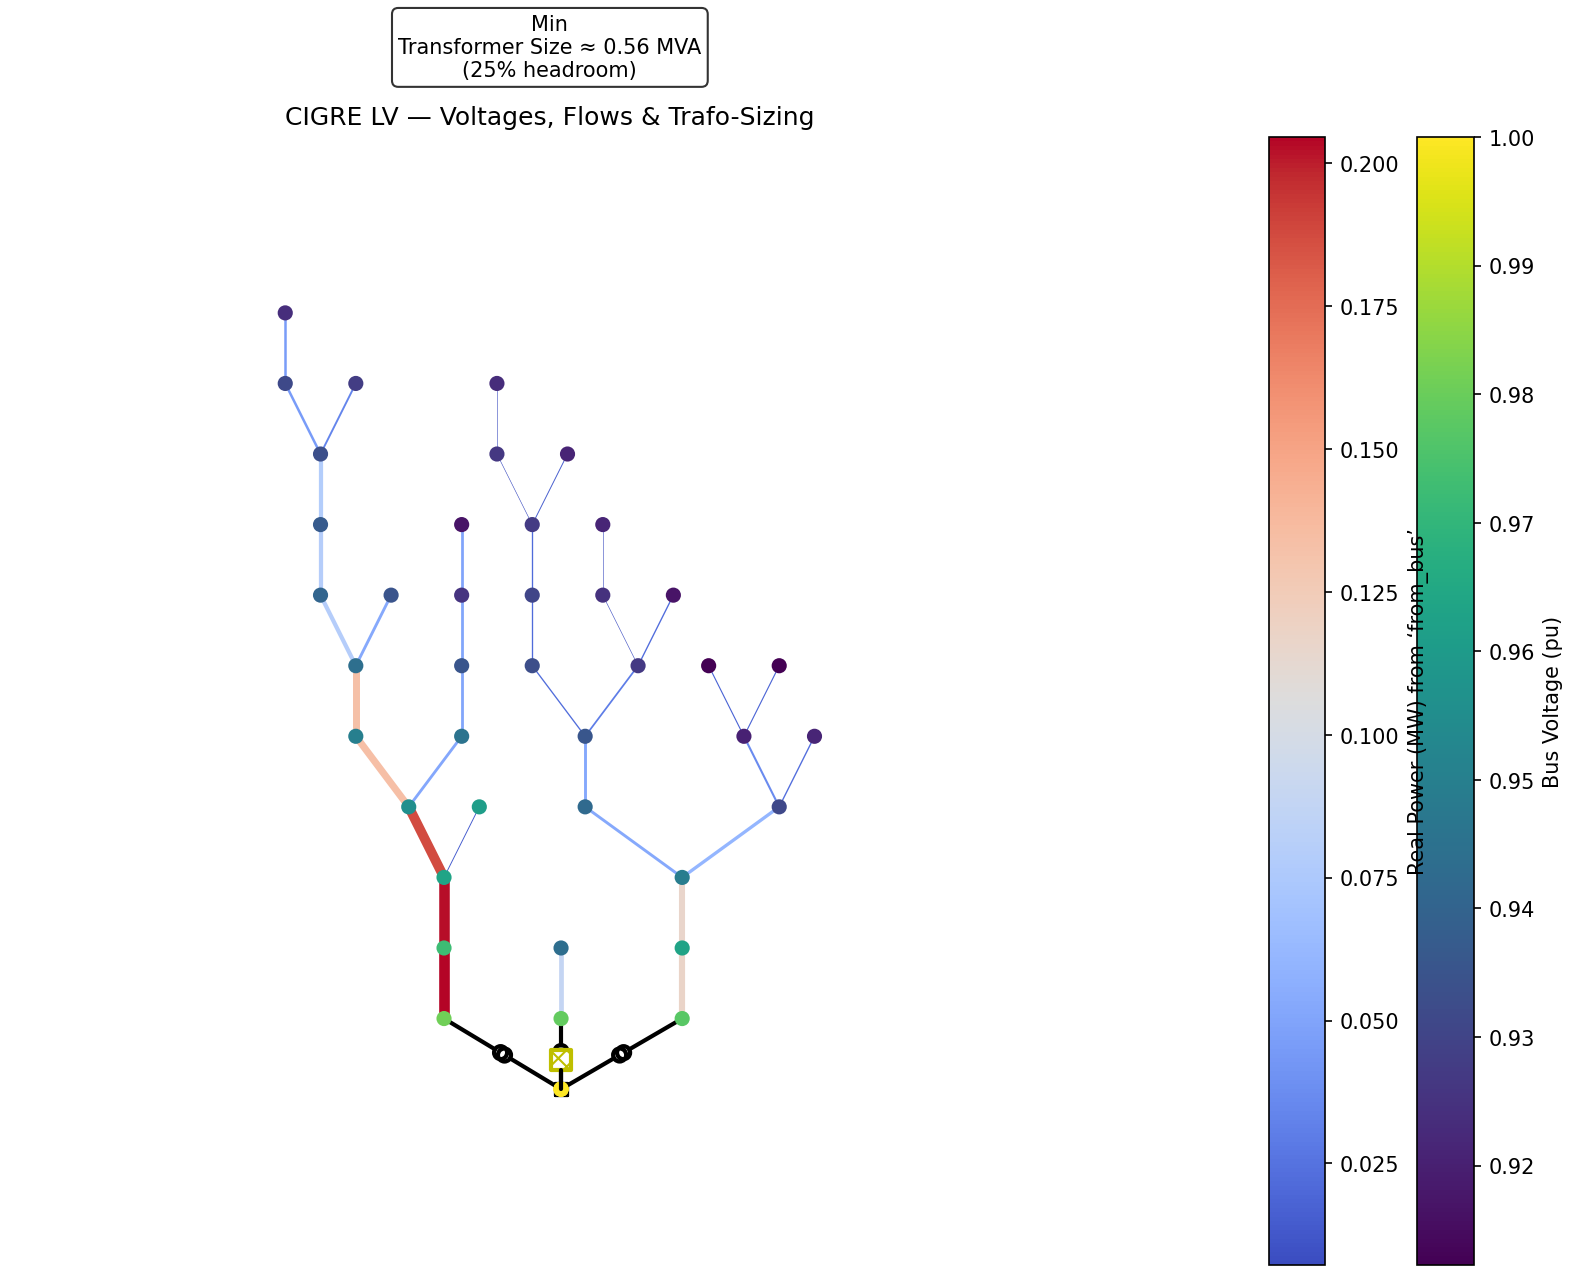 Min
Transformer Size ≈ 0.56 MVA
(25% headroom)
CIGRE LV — Voltages, Flows & Trafo-Sizing
0.200
0.175
0.150
0.125
0.100
0.075
0.050
0.025
Real Power (MW) from ‘from_bus’
1.00
0.99
0.98
0.97
0.96
0.95
0.94
0.93
0.92
Bus Voltage (pu)